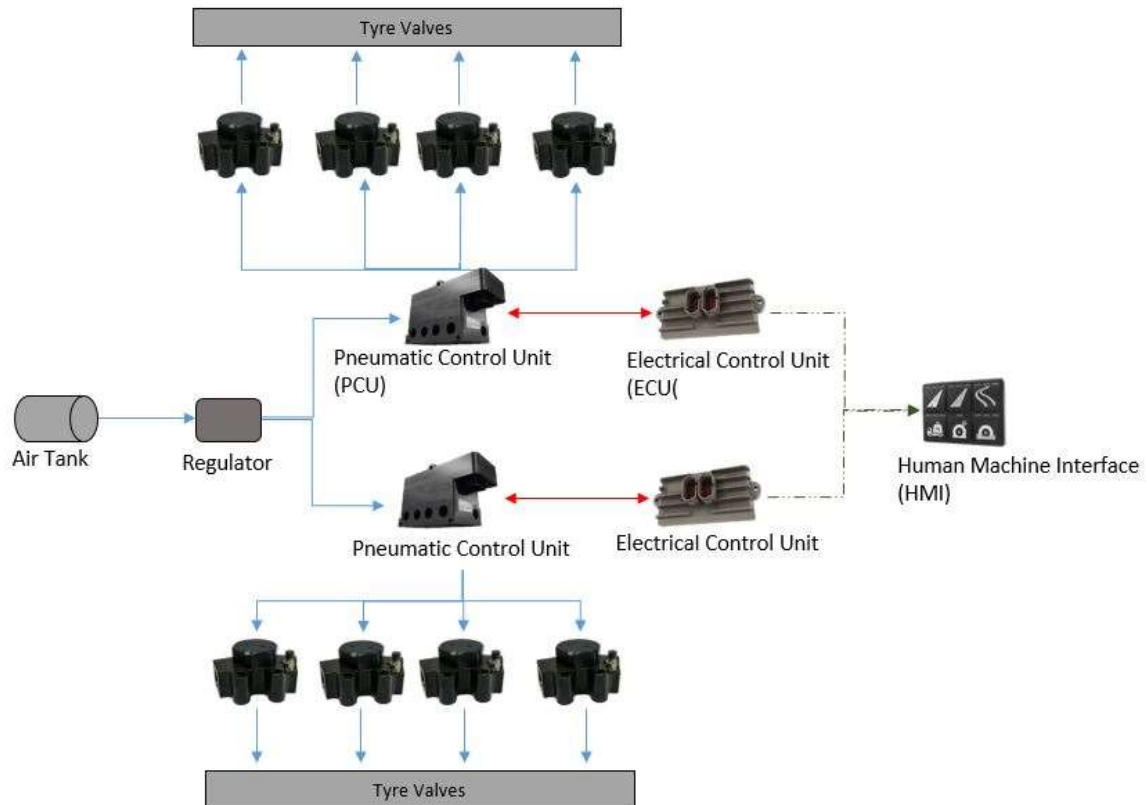 Tyre Valves
Pneumatic Control Unit
(PCU)
Electrical Control Unit
(ECU(
Air Tank
Regulator
Human Machine Interface
(HMI)
Pneumatic Control Unit
Electrical Control Unit
Tyre Valves